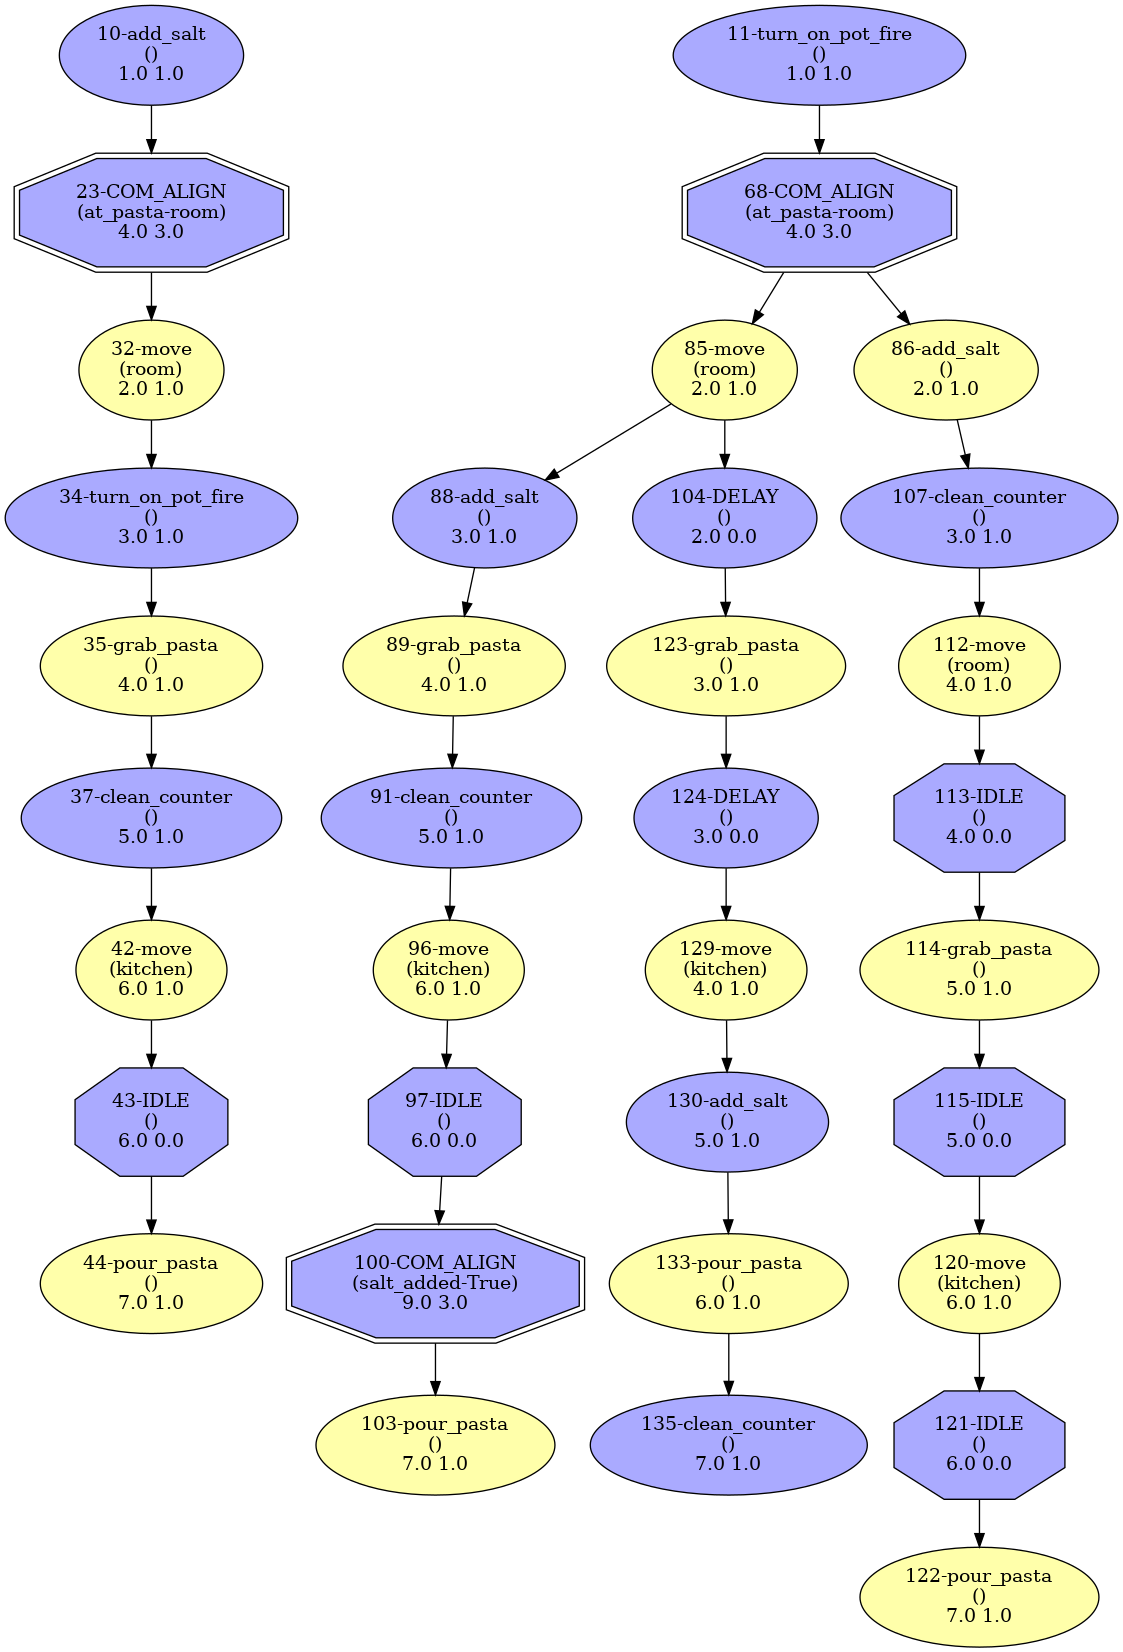 10-add_salt
()
1.0 1.0
11-turn_on_pot_fire
()
1.0 1.0
23-COM_ALIGN
(at_pasta-room)
4.0 3.0
68-COM_ALIGN
(at_pasta-room)
4.0 3.0
32-move
(room)
2.0 1.0
85-move
(room)
2.0 1.0
86-add_salt
()
2.0 1.0
34-turn_on_pot_fire
()
3.0 1.0
88-add_salt
()
3.0 1.0
104-DELAY
()
2.0 0.0
107-clean_counter
()
3.0 1.0
35-grab_pasta
()
4.0 1.0
89-grab_pasta
()
4.0 1.0
123-grab_pasta
()
3.0 1.0
112-move
(room)
4.0 1.0
37-clean_counter
()
5.0 1.0
91-clean_counter
()
5.0 1.0
124-DELAY
()
3.0 0.0
113-IDLE
()
4.0 0.0
42-move
(kitchen)
6.0 1.0
96-move
(kitchen)
6.0 1.0
129-move
(kitchen)
4.0 1.0
114-grab_pasta
()
5.0 1.0
43-IDLE
()
6.0 0.0
97-IDLE
()
6.0 0.0
130-add_salt
()
5.0 1.0
115-IDLE
()
5.0 0.0
44-pour_pasta
()
7.0 1.0
100-COM_ALIGN
(salt_added-True)
9.0 3.0
133-pour_pasta
()
6.0 1.0
120-move
(kitchen)
6.0 1.0
103-pour_pasta
()
7.0 1.0
135-clean_counter
()
7.0 1.0
121-IDLE
()
6.0 0.0
122-pour_pasta
()
7.0 1.0